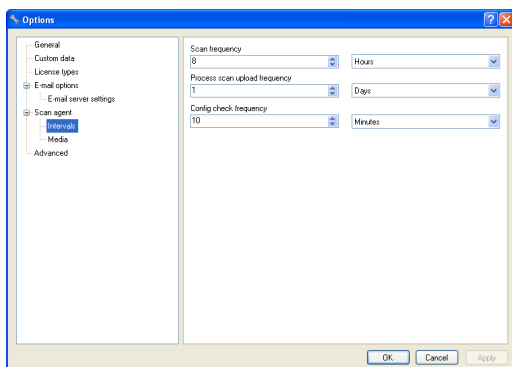 Options
General
Custom data
License types
E-mail options
E-mail server settings
Scan agent
Intervals
Media
Advanced
Scan frequency
8 Hours
Process scan upload frequency
1 Days
Config check frequency
10 Minutes
OK Cancel Apply